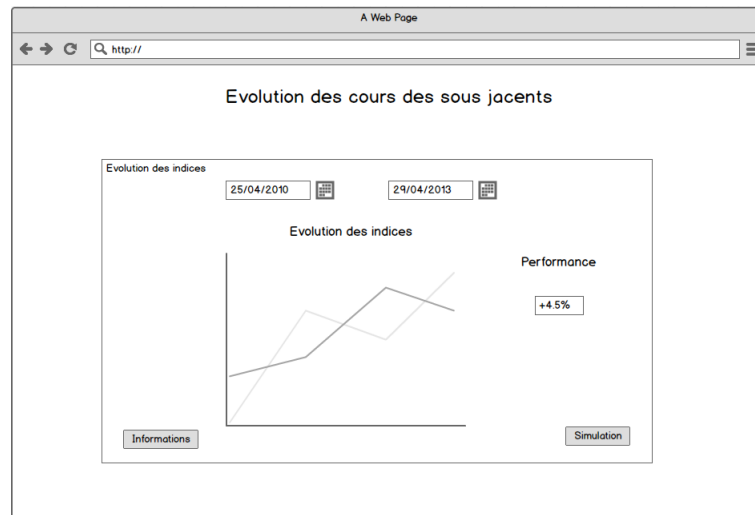 A Web Page
http://
Evolution des cours des sous jacents
Evolution des indices
25/04/2010 29/04/2013
Evolution des indices
Performance
+4.5%
Informations Simulation